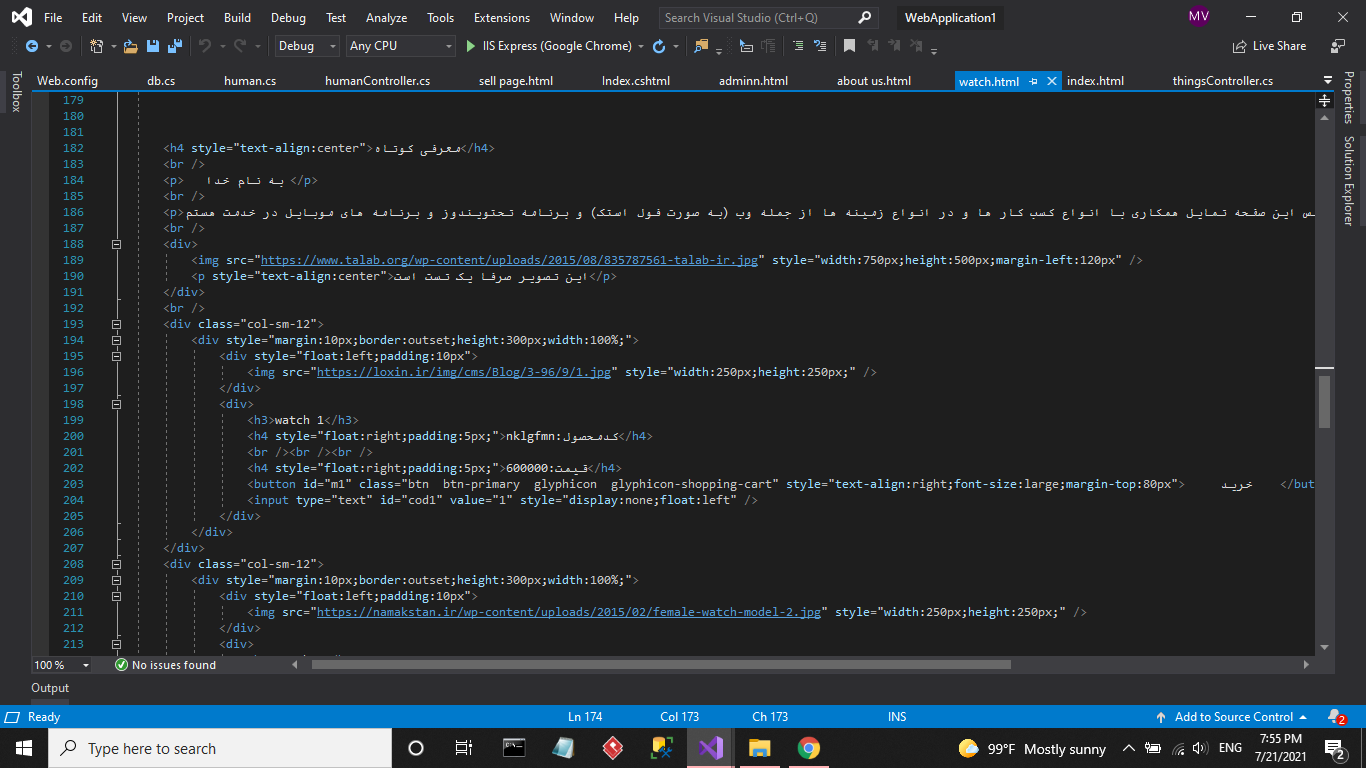 File Edit View Project Build Debug Test Analyze Tools Extensions Window Help Search Visual Studio (Ctrl+Q) WebApplication1 MV
Debug Any CPU IIS Express (Google Chrome) Live Share
Toolbox
Web.config db.cs human.cs humanController.cs sell page.html Index.cshtml adminn.html about us.html watch.html index.html thingsController.cs
Properties
Solution Explorer
179
180
181
182 <h4 style="text-align:center">معرفی کوتاه</h4>
183 <br />
184 <p> به نام خدا </p>
185 <br />
186 <p>س این صفحه تمایل همکاری با انواع کسب کار ها و در انواع زمینه ها از جمله وب (به صورت فول استک) و برنامه تحتویندوز و برنامه های موبایل در خدمت هستم
187 <br />
188 <div>
189 <img src="https://www.talab.org/wp-content/uploads/2015/08/835787561-talab-ir.jpg" style="width:750px;height:500px;margin-left:120px" />
190 <p style="text-align:center">این تصویر صرفا یک تست است</p>
191 </div>
192 <br />
193 <div class="col-sm-12">
194 <div style="margin:10px;border:outset;height:300px;width:100%;">
195 <div style="float:left;padding:10px">
196 <img src="https://loxin.ir/img/cms/Blog/3-96/9/1.jpg" style="width:250px;height:250px;" />
197 </div>
198 <div>
199 <h3>watch 1</h3>
200 <h4 style="float:right;padding:5px;">nklgfmn:کدمحصول</h4>
201 <br /><br /><br />
202 <h4 style="float:right;padding:5px;">600000:قیمت</h4>
203 <button id="m1" class="btn btn-primary glyphicon glyphicon-shopping-cart" style="text-align:right;font-size:large;margin-top:80px"> خرید </but
204 <input type="text" id="cod1" value="1" style="display:none;float:left" />
205 </div>
206 </div>
207 </div>
208 <div class="col-sm-12">
209 <div style="margin:10px;border:outset;height:300px;width:100%;">
210 <div style="float:left;padding:10px">
211 <img src="https://namakstan.ir/wp-content/uploads/2015/02/female-watch-model-2.jpg" style="width:250px;height:250px;" />
212 </div>
213 <div>
100 % No issues found
Output
Ready Ln 174 Col 173 Ch 173 INS Add to Source Control 2
Type here to search 99°F Mostly sunny ENG 7:55 PM
7/21/2021 2